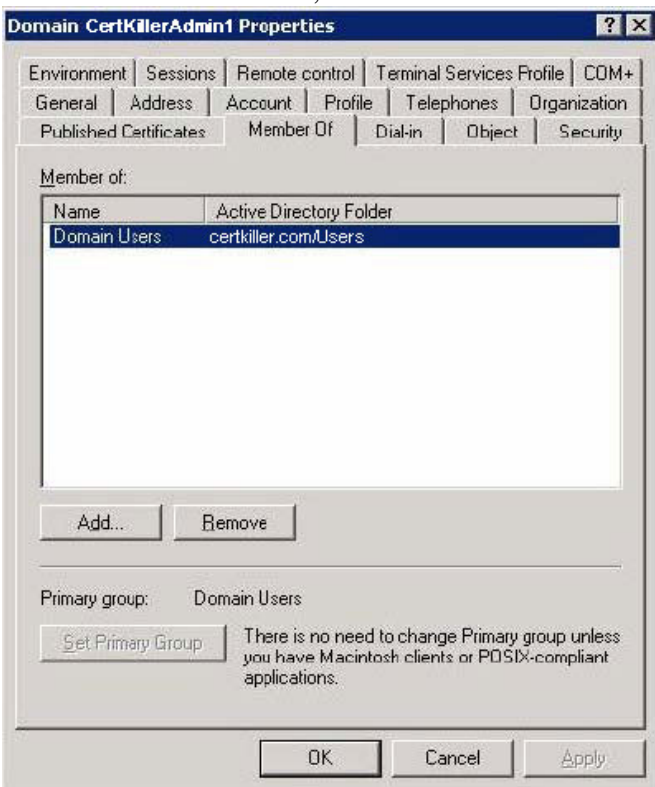 Domain CertKillerAdmin1 Properties
Environment Sessions Remote control Terminal Services Profile COM+
General Address Account Profile Telephones Organization
Published Certificates Member Of Dial-in Object Security
Member of:
Name Active Directory Folder
Domain Users certkiller.com/Users
Add... Remove
Primary group: Domain Users
Set Primary Group
There is no need to change Primary group unless
you have Macintosh clients or POSIX-compliant
applications.
OK Cancel Apply